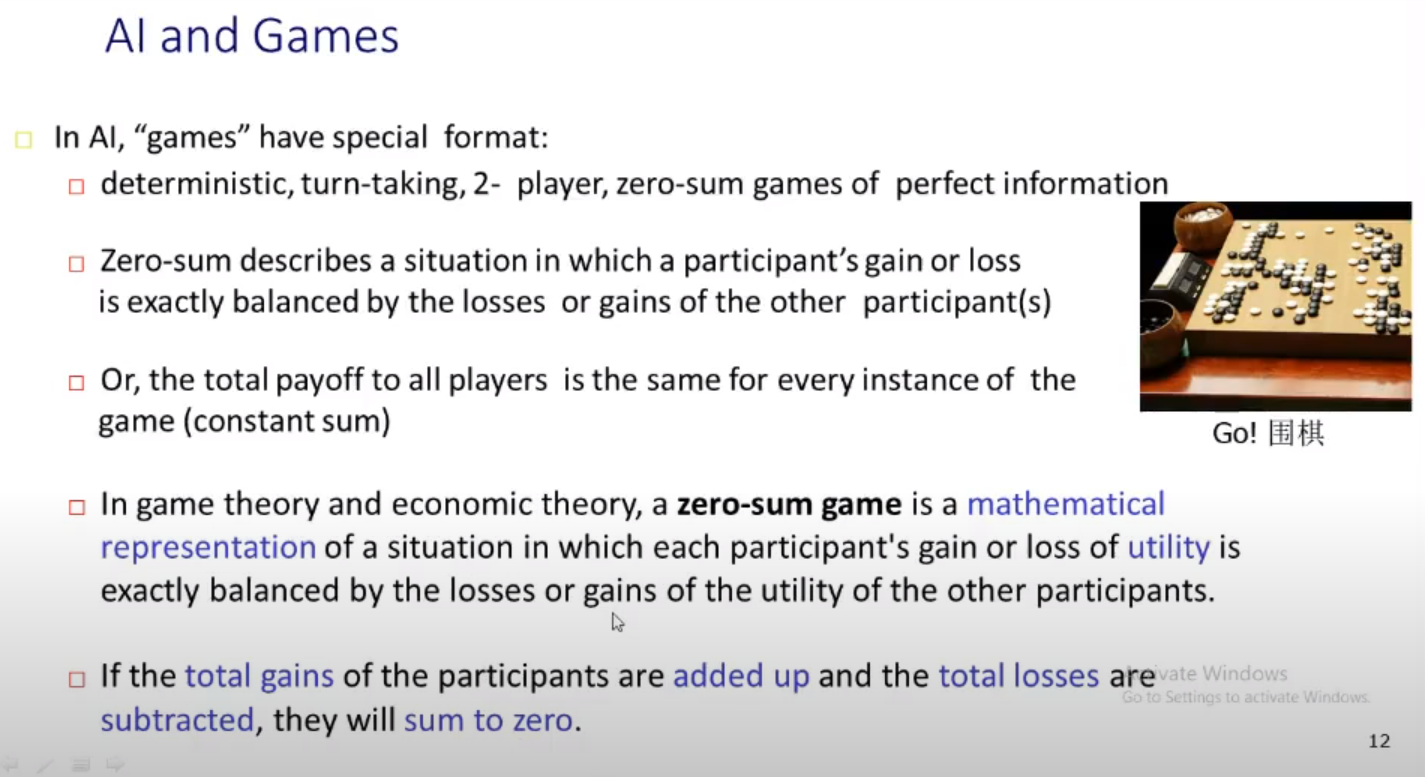 AI and Games
In AI, “games” have special format:
deterministic, turn-taking, 2- player, zero-sum games of perfect information
Zero-sum describes a situation in which a participant’s gain or loss
is exactly balanced by the losses or gains of the other participant(s)
Or, the total payoff to all players is the same for every instance of the
game (constant sum)
Go! 围棋
In game theory and economic theory, a zero-sum game is a mathematical
representation of a situation in which each participant's gain or loss of utility is
exactly balanced by the losses or gains of the utility of the other participants.
If the total gains of the participants are added up and the total losses are
subtracted, they will sum to zero.
Activate Windows
Go to Settings to activate Windows.
12